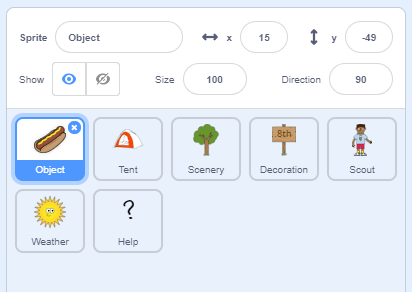 Sprite Object x 15 y -49
Show Size 100 Direction 90
8th
Object Tent Scenery Decoration Scout
?
Weather Help